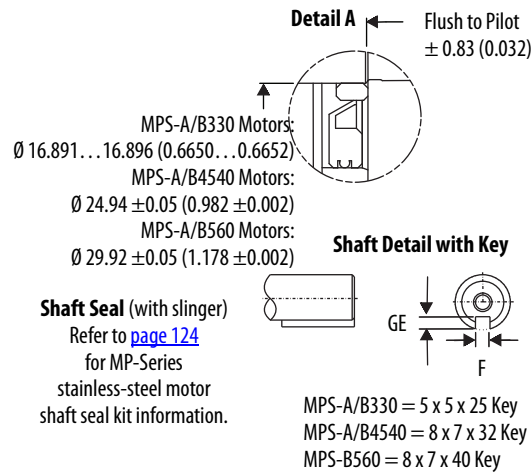 Detail A
Flush to Pilot
± 0.83 (0.032)
MPS-A/B330 Motors:
Ø 16.891…16.896 (0.6650…0.6652)
MPS-A/B4540 Motors:
Ø 24.94 ±0.05 (0.982 ±0.002)
MPS-A/B560 Motors:
Ø 29.92 ±0.05 (1.178 ±0.002)
Shaft Seal (with slinger)
Refer to page 124
for MP-Series
stainless-steel motor
shaft seal kit information.
Shaft Detail with Key
GE
F
MPS-A/B330 = 5 x 5 x 25 Key
MPS-A/B4540 = 8 x 7 x 32 Key
MPS-B560 = 8 x 7 x 40 Key